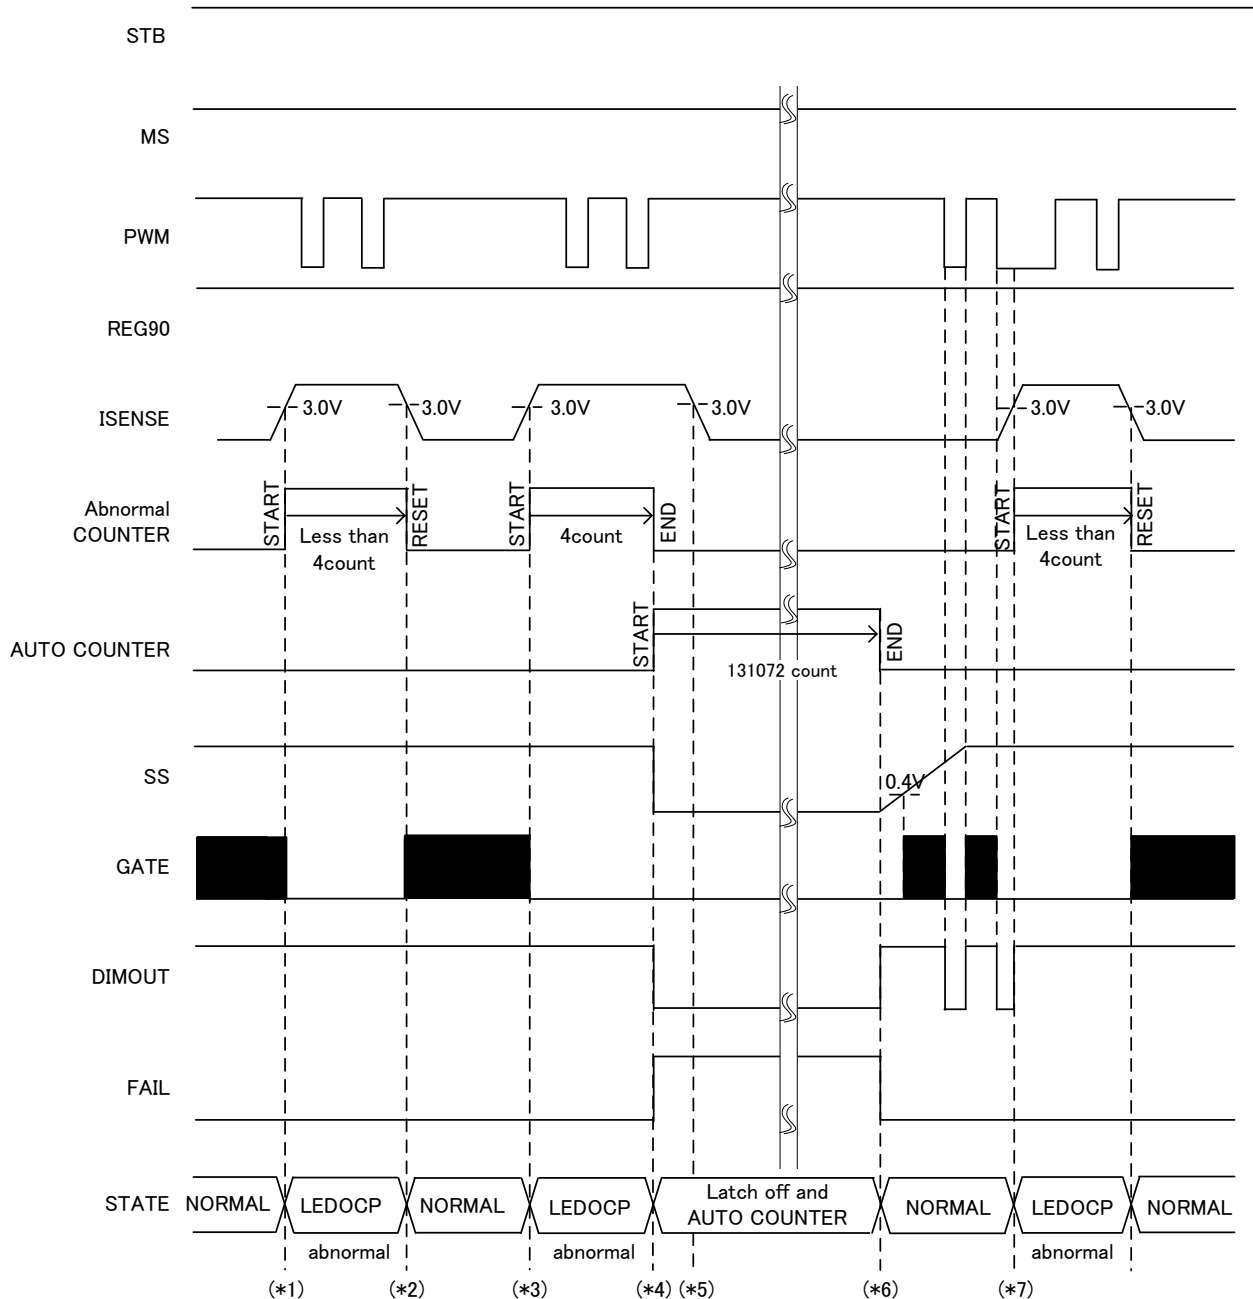 STB
MS
PWM
REG90
ISENSE
3.0V
3.0V
3.0V
3.0V
3.0V
3.0V
Abnormal
COUNTER
START
Less than
4count
RESET
START
4count
END
START
Less than
4count
RESET
AUTO COUNTER
START
131072 count
END
SS
0.4V
GATE
DIMOUT
FAIL
STATE
NORMAL
LEDOCP
NORMAL
LEDOCP
Latch off and
AUTO COUNTER
NORMAL
LEDOCP
NORMAL
abnormal
abnormal
abnormal
(*1)
(*2)
(*3)
(*4)
(*5)
(*6)
(*7)